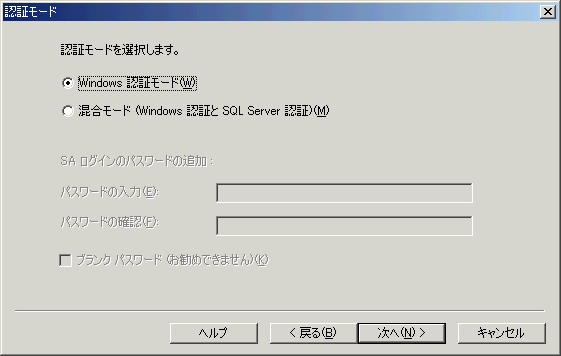 認証モード
認証モードを選択します。
Windows 認証モード(W)
混合モード (Windows 認証と SQL Server 認証)(M)
SA ログインのパスワードの追加 :
パスワードの入力(E):
パスワードの確認(F):
ブランク パスワード (お勧めできません)(K)
ヘルプ < 戻る(B) 次へ(N) > キャンセル